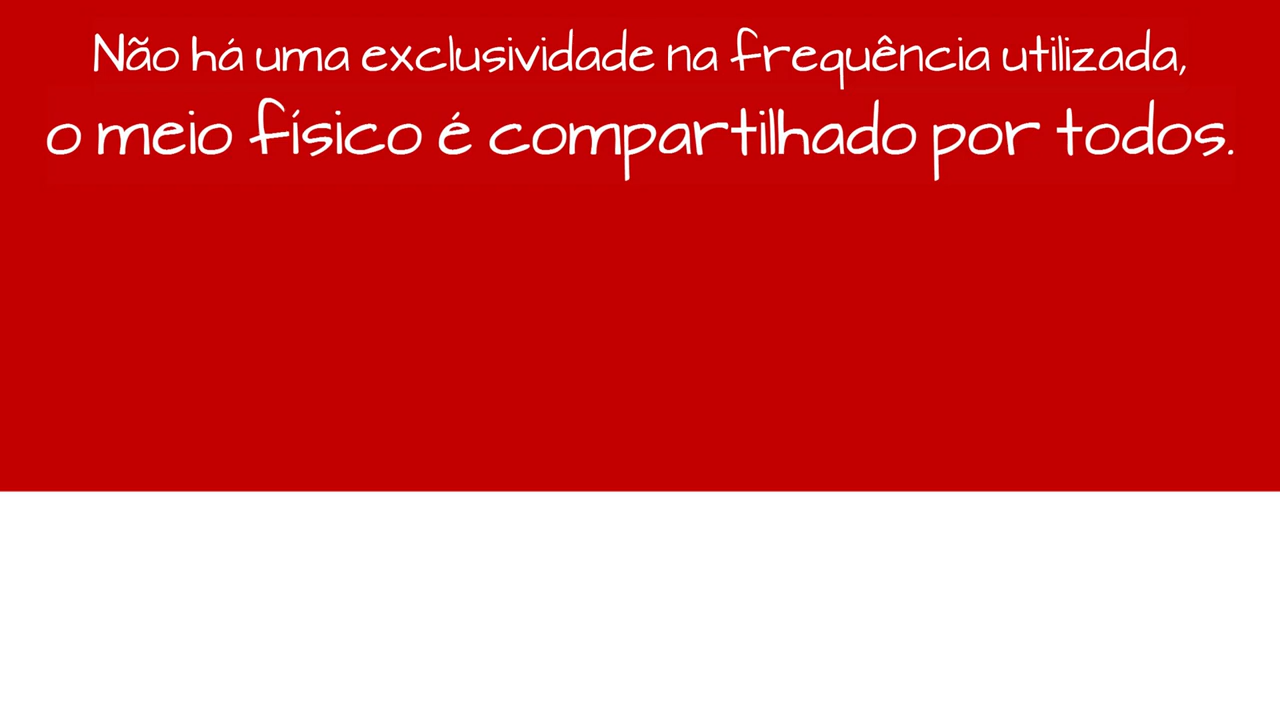 Não há uma exclusividade na frequência utilizada,
o meio físico é compartilhado por todos.